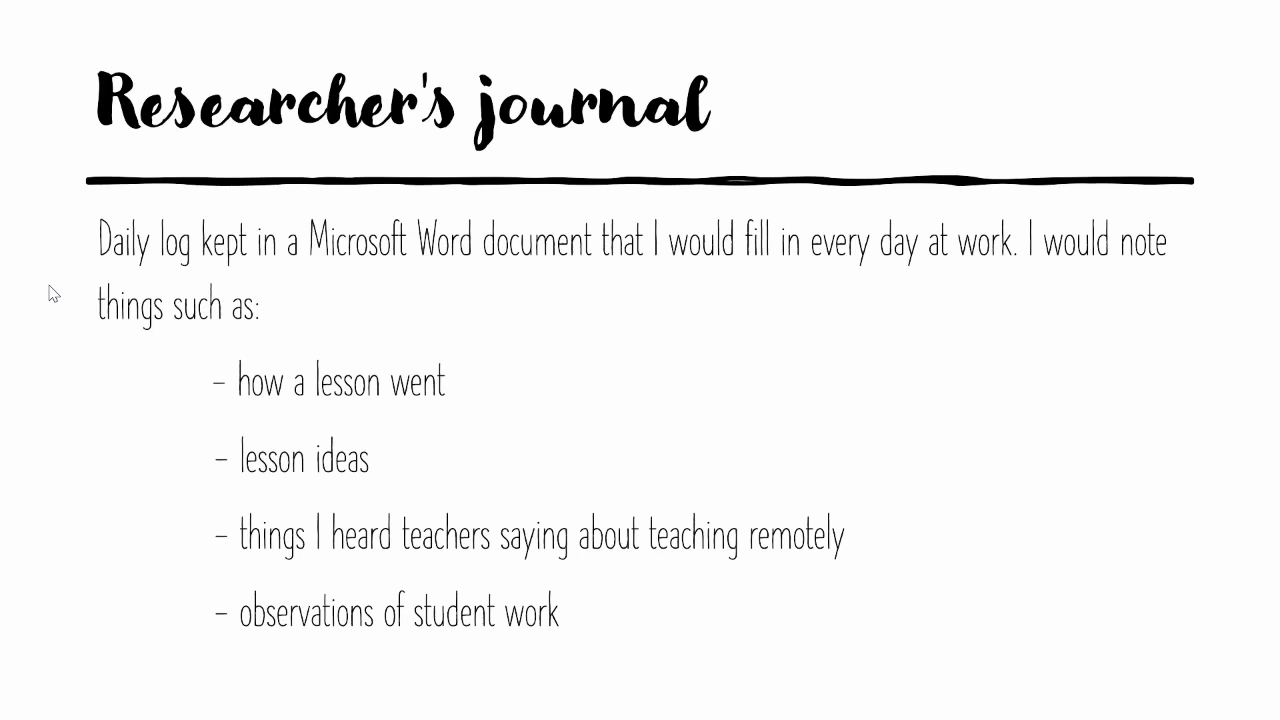 Researcher's journal
Daily log kept in a Microsoft Word document that I would fill in every day at work. I would note
things such as:
- how a lesson went
- lesson ideas
- things I heard teachers saying about teaching remotely
- observations of student work